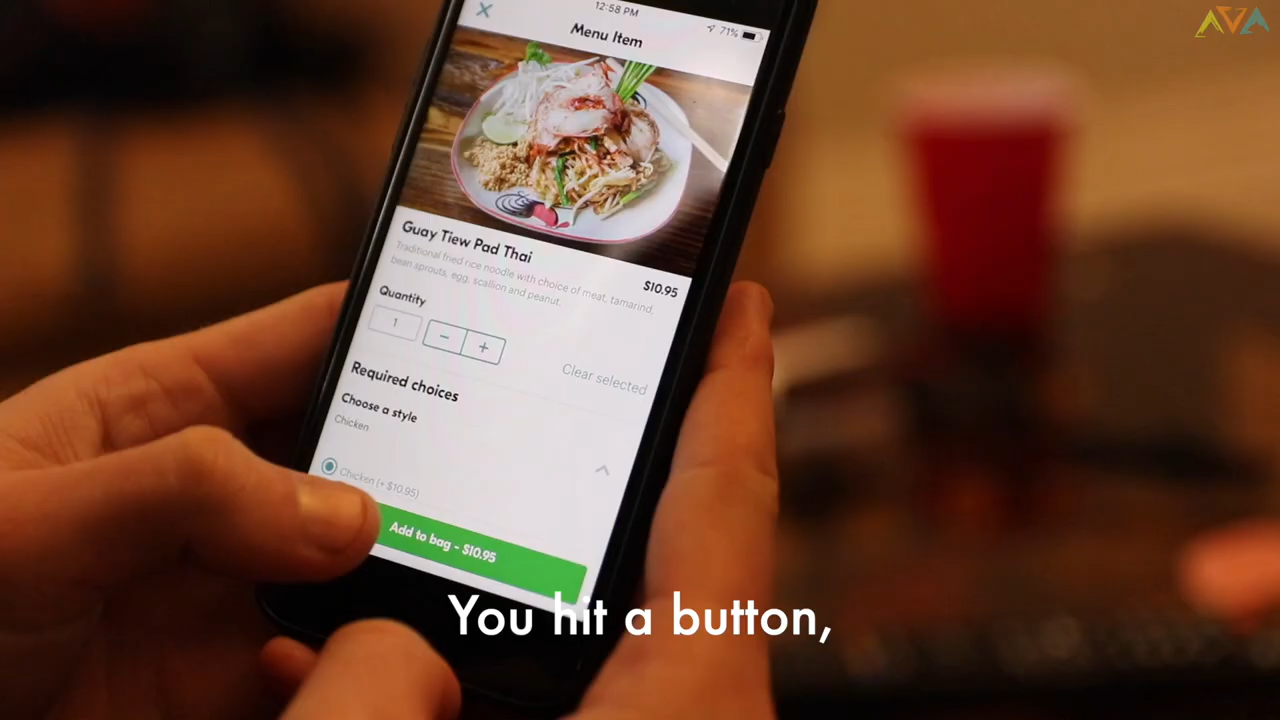 12:58 PM
71%
AVA
Menu Item
Guay Tiew Pad Thai
Traditional fried rice noodle with choice of meat, tamarind,
bean sprouts, egg, scallion and peanut.
$10.95
Quantity
1
Clear selected
Required choices
Choose a style
Chicken
Chicken (+ $10.95)
Add to bag - $10.95
You hit a button,